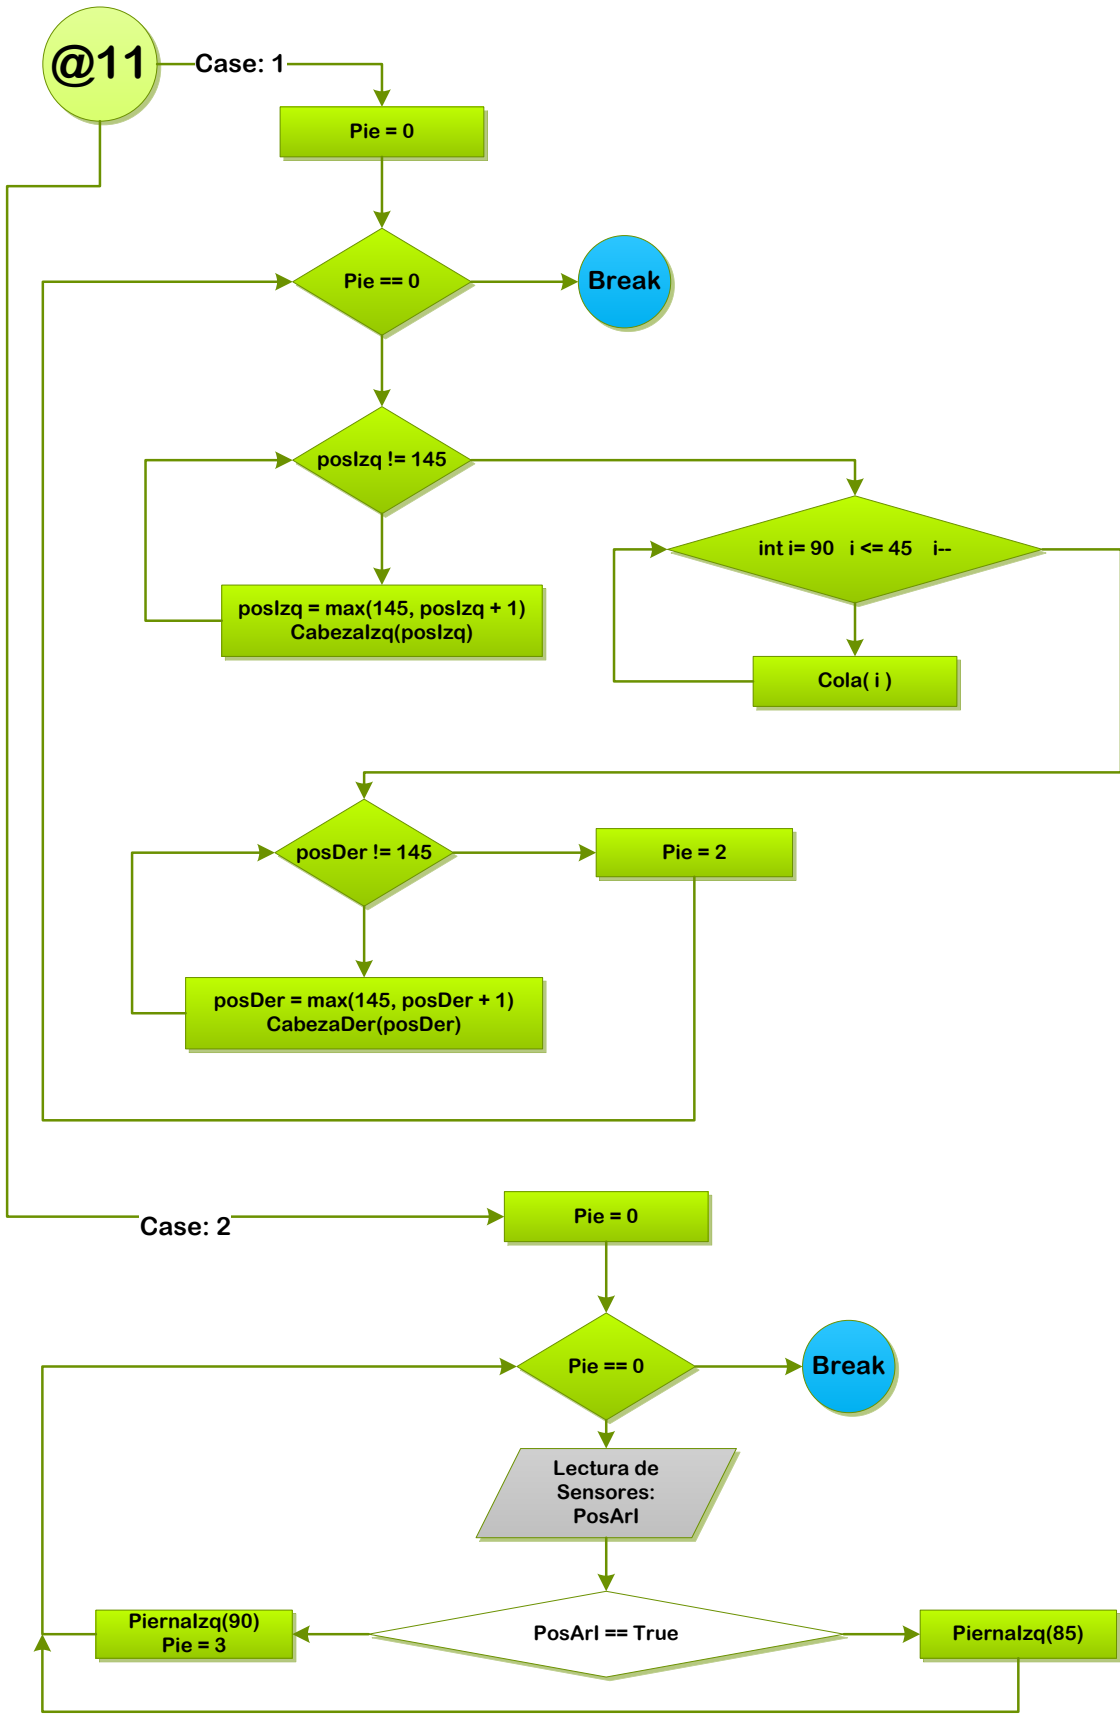 @11
Case: 1
Pie = 0
Pie == 0
Break
posIzq != 145
int i= 90 i <= 45 i--
posIzq = max(145, posIzq + 1)
CabezaIzq(posIzq)
Cola( i )
posDer != 145
Pie = 2
posDer = max(145, posDer + 1)
CabezaDer(posDer)
Case: 2
Pie = 0
Pie == 0
Break
Lectura de
Sensores:
PosArI
PiernaIzq(90)
Pie = 3
PosArI == True
PiernaIzq(85)